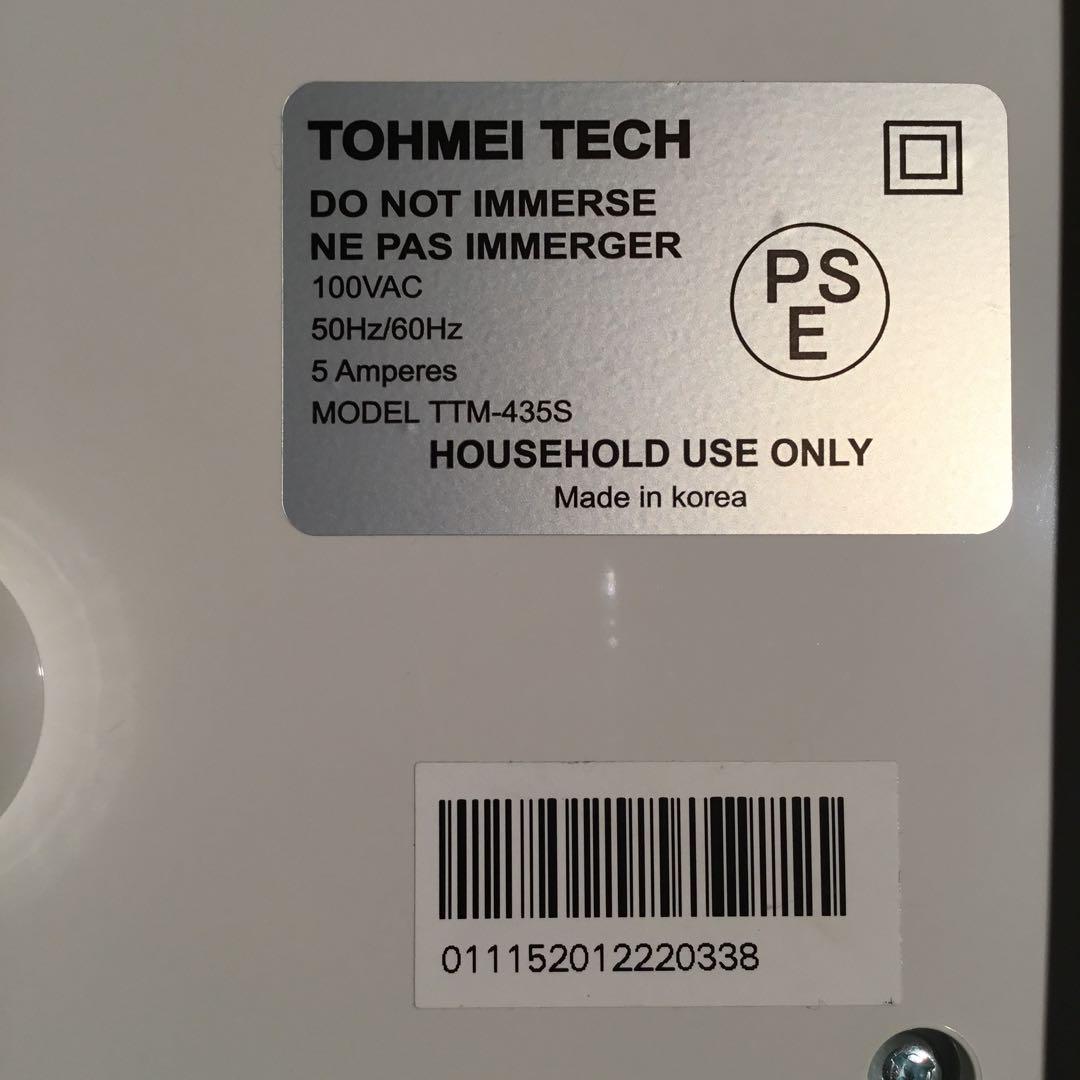 TOHMEI TECH
DO NOT IMMERSE
NE PAS IMMERGER
100VAC
50Hz/60Hz
5 Amperes
MODEL TTM-435S
PS
E
HOUSEHOLD USE ONLY
Made in korea
011152012220338